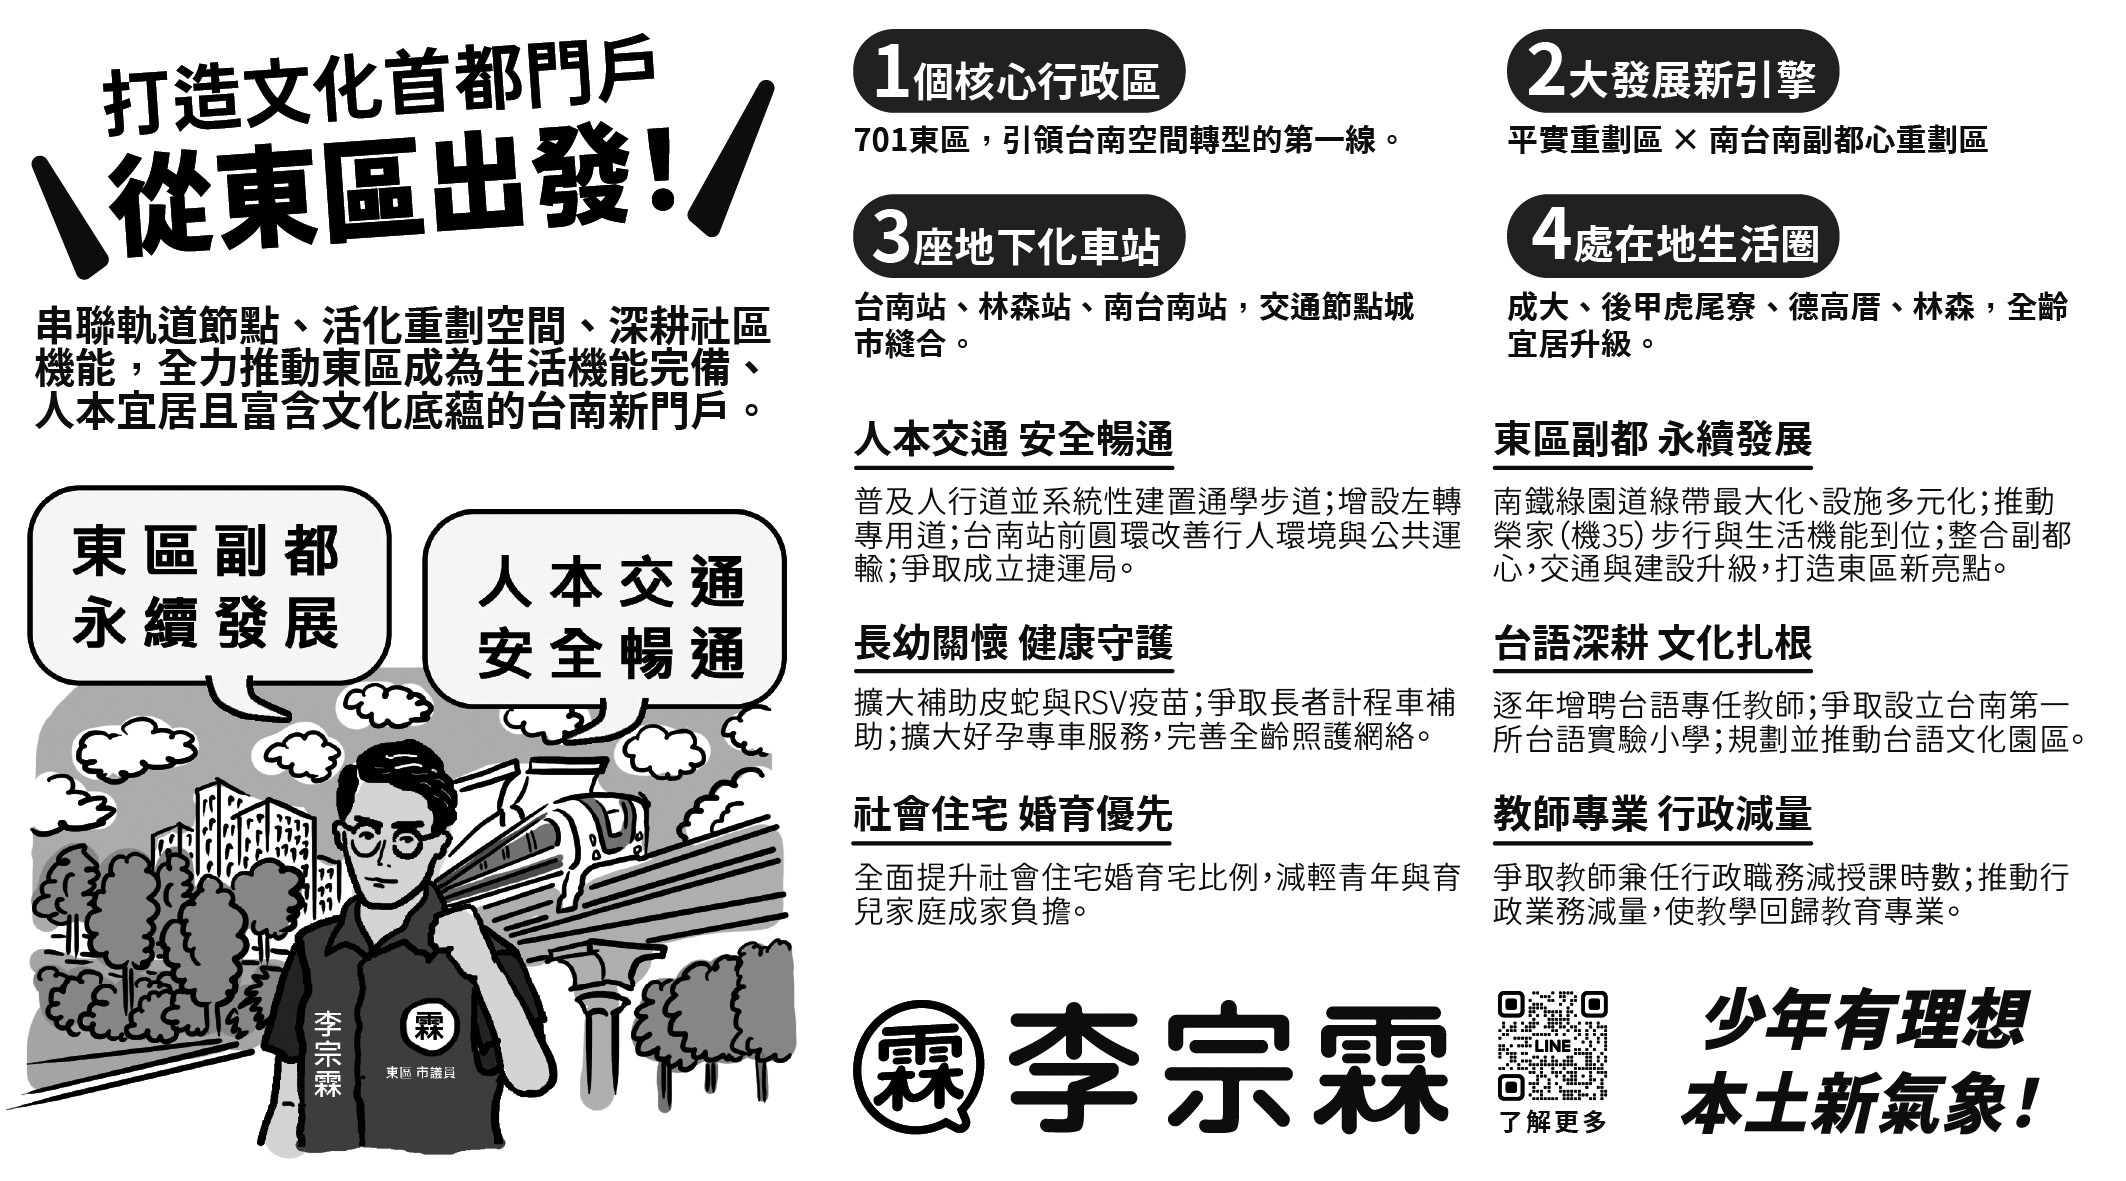 打造文化首都門戶
從東區出發!
串聯軌道節點、活化重劃空間、深耕社區
機能，全力推動東區成為生活機能完備、
人本宜居且富含文化底蘊的台南新門戶。
東區副都
永續發展
人本交通
安全暢通
李宗霖
霖
東區 市議員
1個核心行政區
701東區，引領台南空間轉型的第一線。
2大發展新引擎
平實重劃區 × 南台南副都心重劃區
3座地下化車站
台南站、林森站、南台南站，交通節點城
市縫合。
4處在地生活圈
成大、後甲虎尾寮、德高厝、林森，全齡
宜居升級。
人本交通 安全暢通
普及人行道並系統性建置通學步道;增設左轉
專用道;台南站前圓環改善行人環境與公共運
輸;爭取成立捷運局。
東區副都 永續發展
南鐵綠園道綠帶最大化、設施多元化;推動
榮家(機35)步行與生活機能到位;整合副都
心,交通與建設升級,打造東區新亮點。
長幼關懷 健康守護
擴大補助皮蛇與RSV疫苗;爭取長者計程車補
助;擴大好孕專車服務,完善全齡照護網絡。
台語深耕 文化扎根
逐年增聘台語專任教師;爭取設立台南第一
所台語實驗小學;規劃並推動台語文化園區。
社會住宅 婚育優先
全面提升社會住宅婚育宅比例,減輕青年與育
兒家庭成家負擔。
教師專業 行政減量
爭取教師兼任行政職務減授課時數;推動行
政業務減量,使教學回歸教育專業。
霖 李宗霖
LINE
了解更多
少年有理想
本土新氣象!